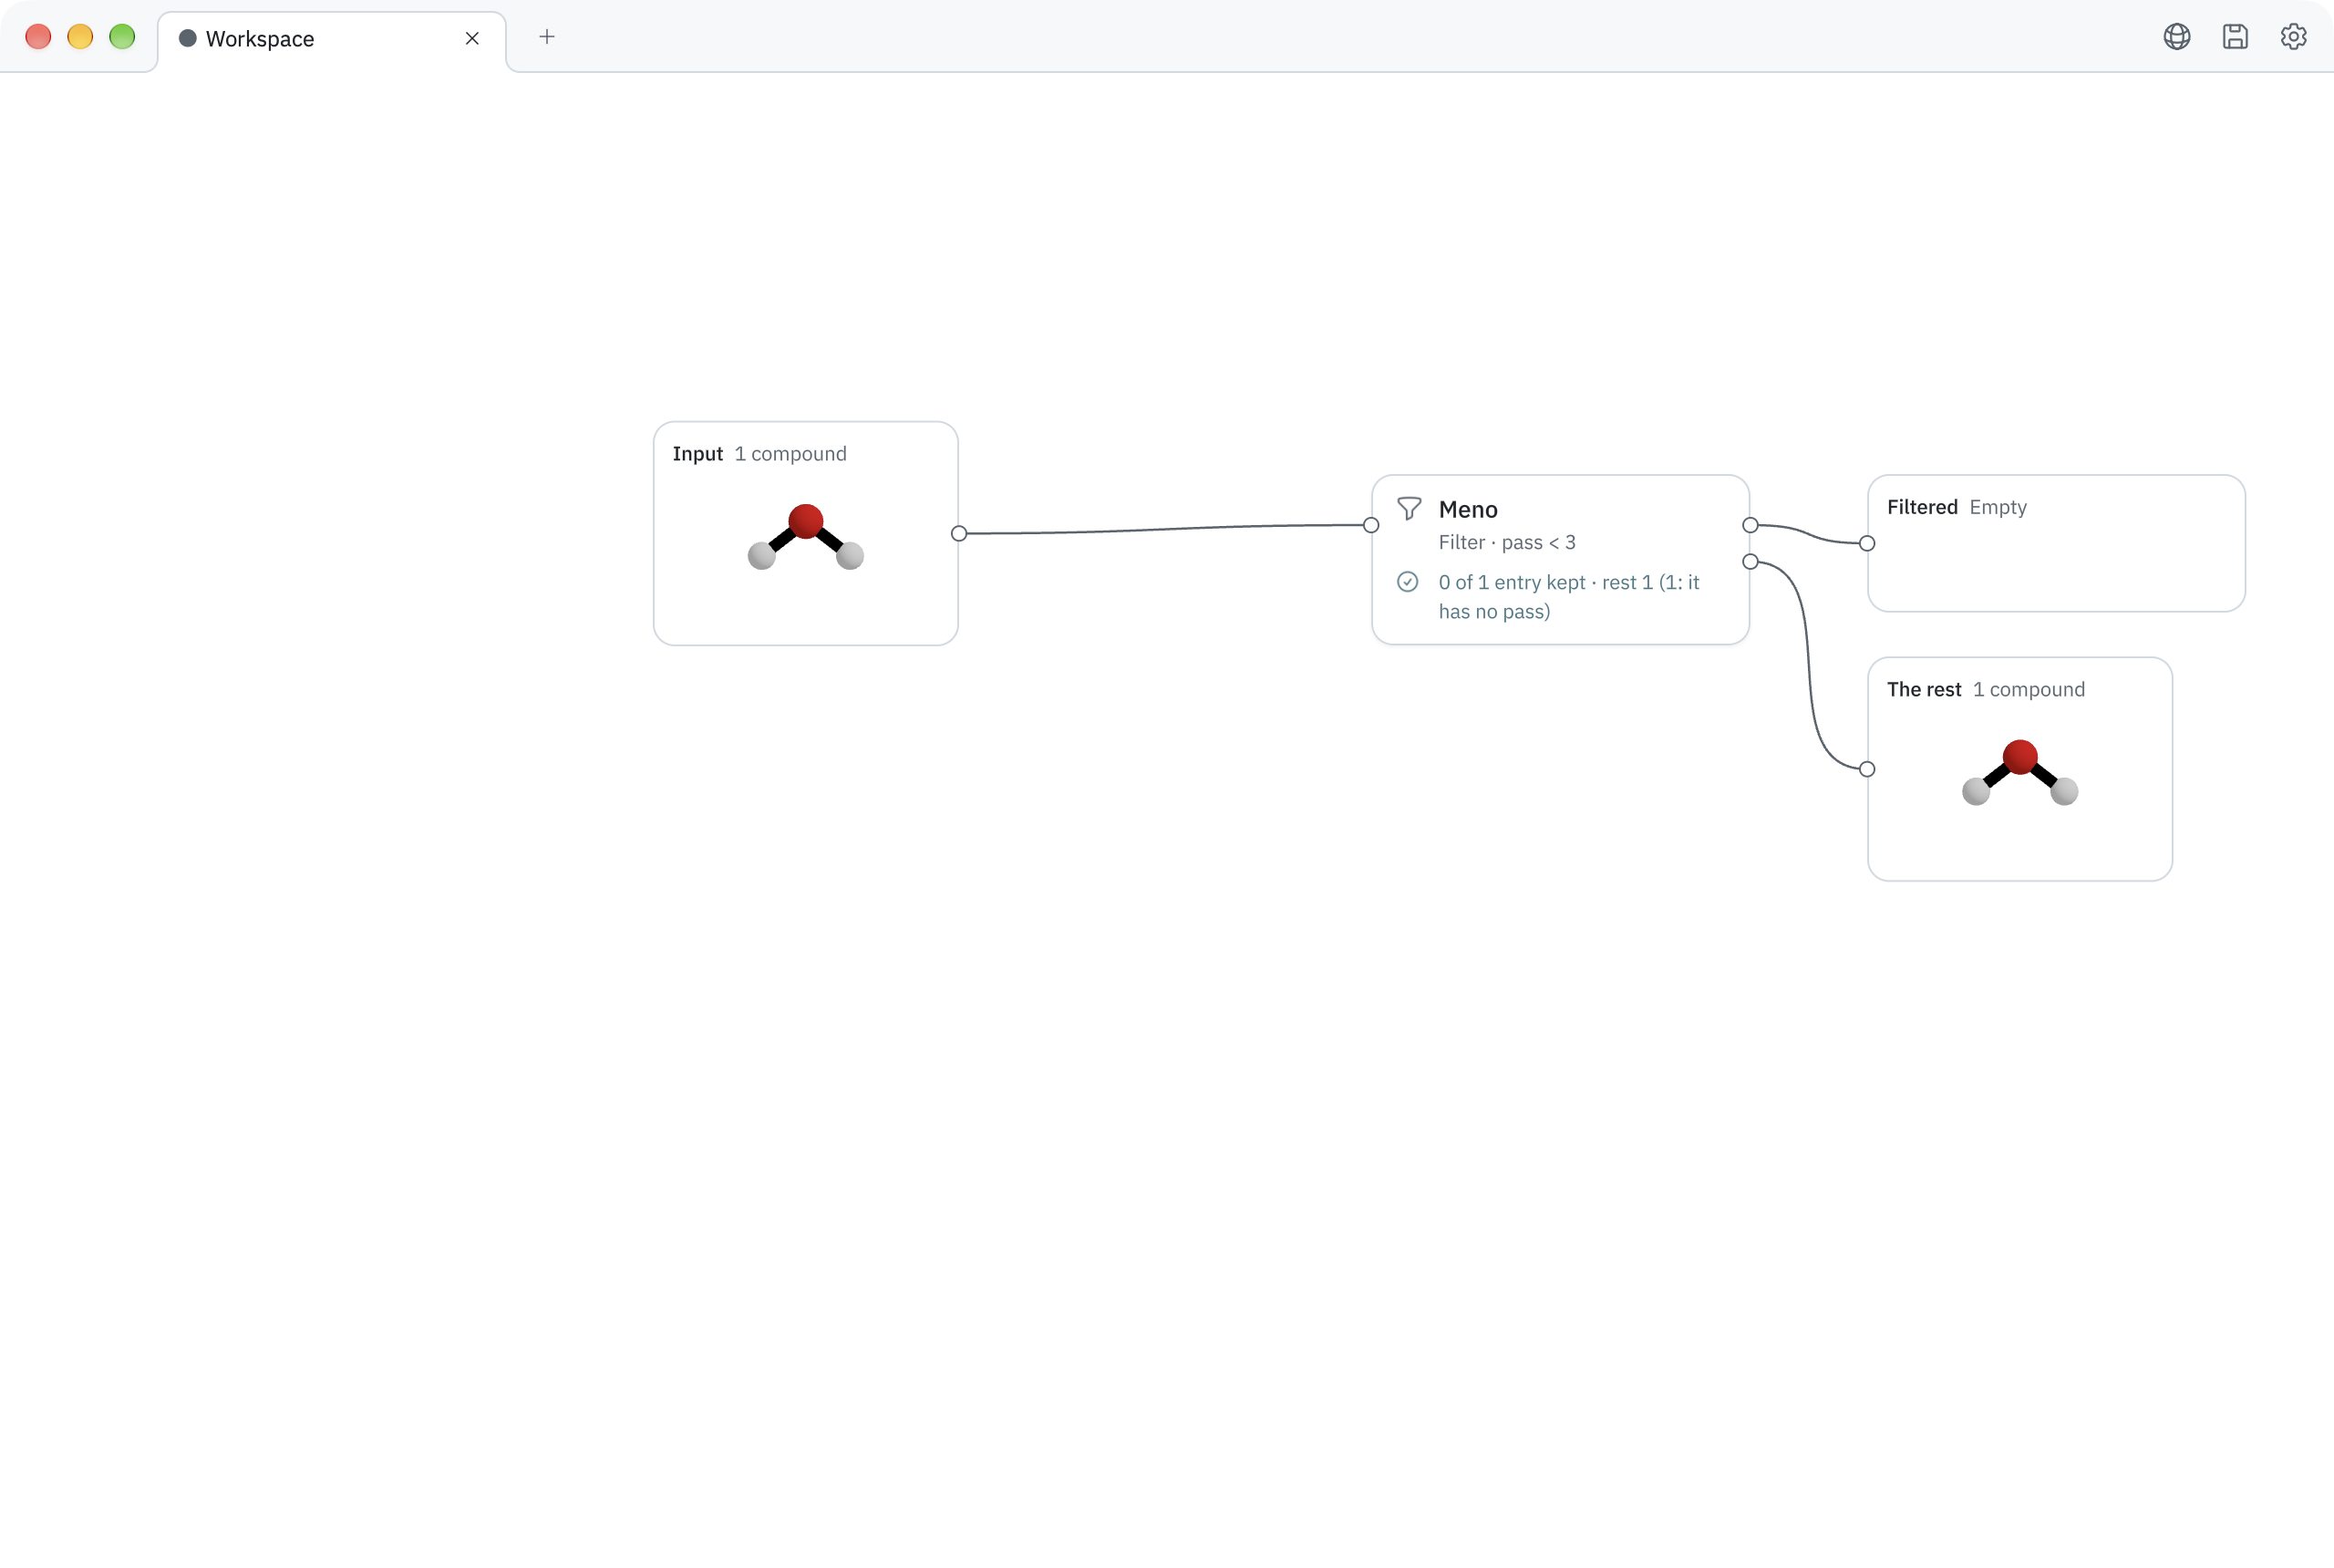 Workspace
Input 1 compound
Meno
Filter · pass < 3
0 of 1 entry kept · rest 1 (1: it
has no pass)
Filtered Empty
The rest 1 compound